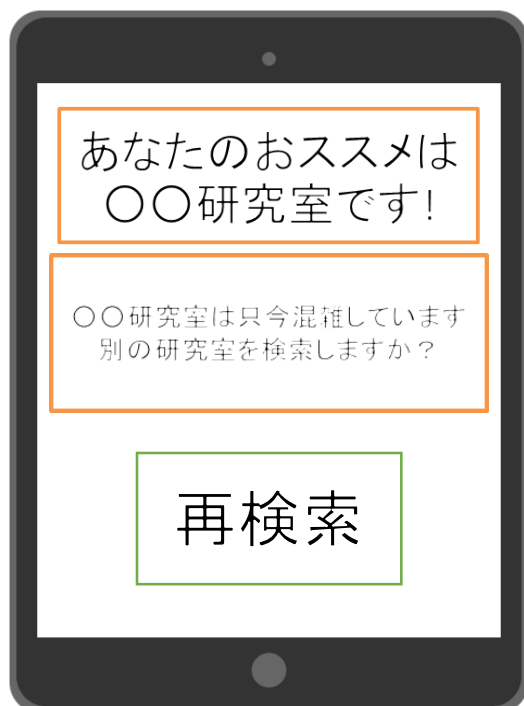 あなたのおススメは
〇〇研究室です!
〇〇研究室は只今混雑しています
別の研究室を検索しますか？
再検索